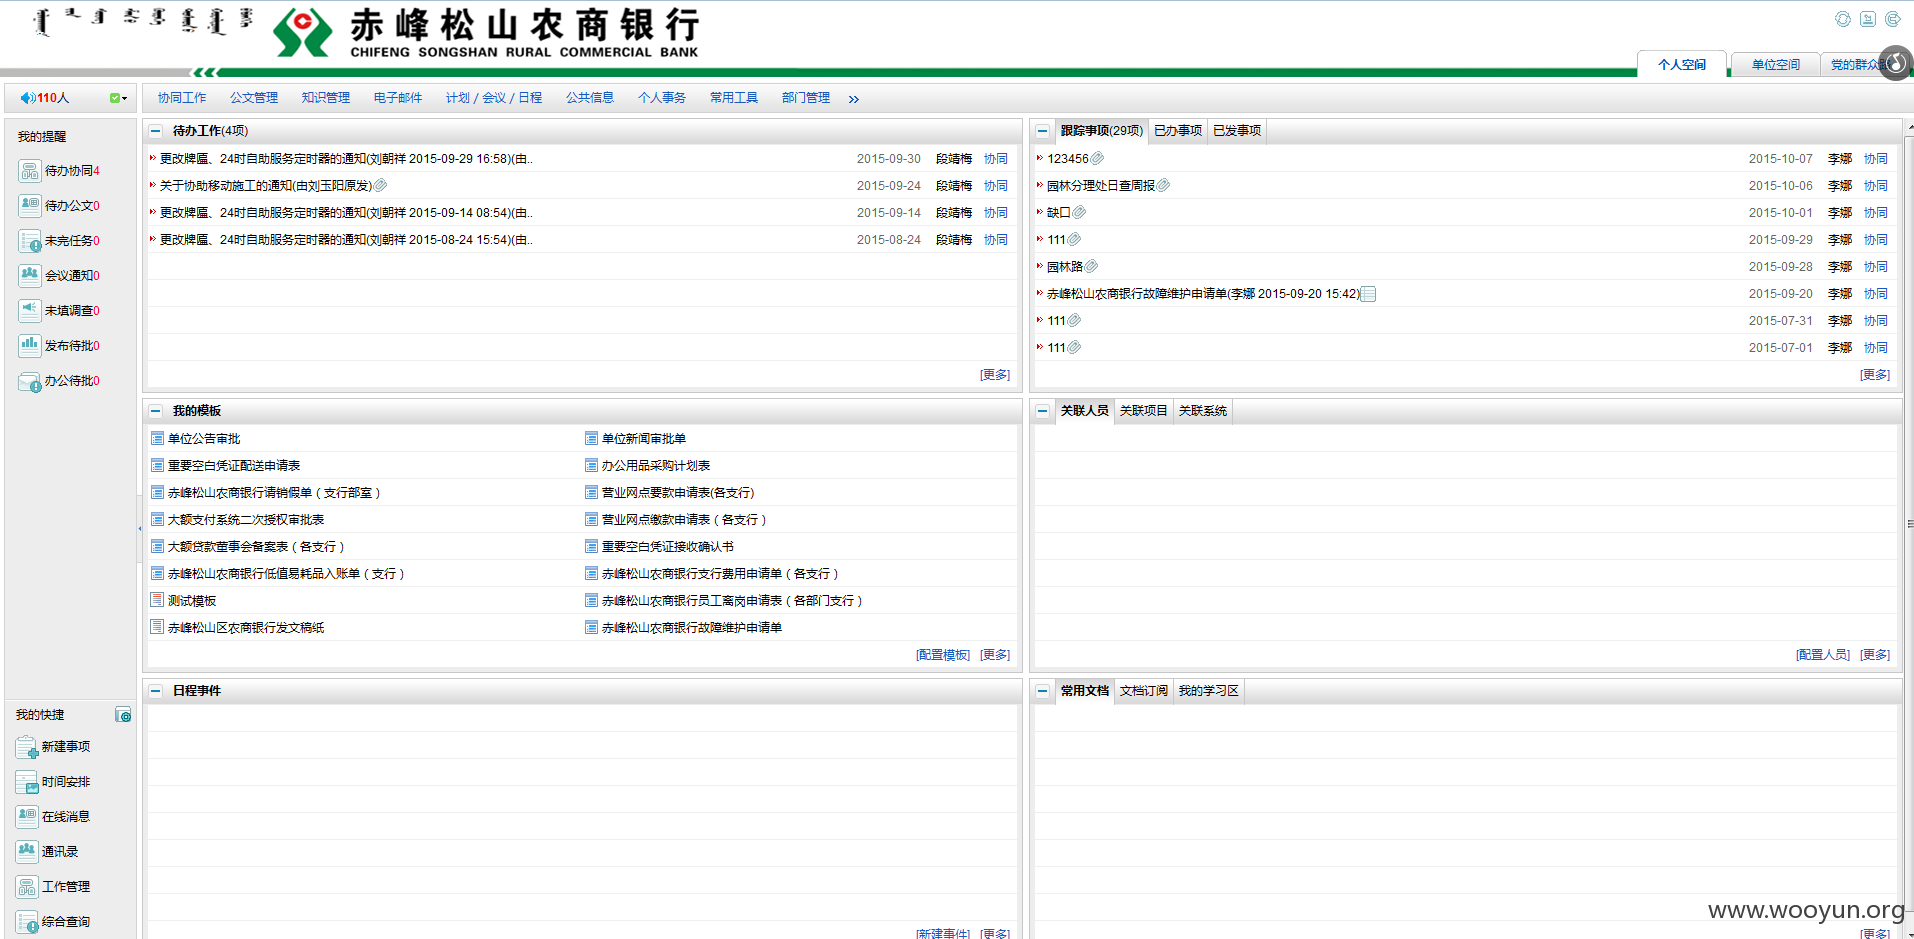 赤峰松山农商银行
CHIFENG SONGSHAN RURAL COMMERCIAL BANK
个人空间
单位空间
党的群众
110人
协同工作 公文管理 知识管理 电子邮件 计划 / 会议 / 日程 公共信息 个人事务 常用工具 部门管理 »
我的提醒
待办协同4
待办公文0
未完任务0
会议通知0
未填调查0
发布待批0
办公待批0
待办工作(4项)
更改牌匾、24时自助服务定时器的通知(刘朝祥 2015-09-29 16:58)(由.. 2015-09-30 段靖梅 协同
关于协助移动施工的通知(由刘玉阳原发) 2015-09-24 段靖梅 协同
更改牌匾、24时自助服务定时器的通知(刘朝祥 2015-09-14 08:54)(由.. 2015-09-14 段靖梅 协同
更改牌匾、24时自助服务定时器的通知(刘朝祥 2015-08-24 15:54)(由.. 2015-08-24 段靖梅 协同
[更多]
跟踪事项(29项) 已办事项 已发事项
123456 2015-10-07 李娜 协同
园林分理处日查周报 2015-10-06 李娜 协同
缺口 2015-10-01 李娜 协同
111 2015-09-29 李娜 协同
园林路 2015-09-28 李娜 协同
赤峰松山农商银行故障维护申请单(李娜 2015-09-20 15:42) 2015-09-20 李娜 协同
111 2015-07-31 李娜 协同
111 2015-07-01 李娜 协同
[更多]
我的模板
单位公告审批 单位新闻审批单
重要空白凭证配送申请表 办公用品采购计划表
赤峰松山农商银行请销假单（支行部室） 营业网点要款申请表(各支行)
大额支付系统二次授权审批表 营业网点缴款申请表（各支行）
大额贷款董事会备案表（各支行） 重要空白凭证接收确认书
赤峰松山农商银行低值易耗品入账单（支行） 赤峰松山农商银行支行费用申请单（各支行）
测试模板 赤峰松山农商银行员工离岗申请表（各部门支行）
赤峰松山区农商银行发文稿纸 赤峰松山农商银行故障维护申请单
[配置模板] [更多]
关联人员 关联项目 关联系统
[配置人员] [更多]
我的快捷
新建事项
时间安排
在线消息
通讯录
工作管理
综合查询
日程事件
[新建事件] [更多]
常用文档 文档订阅 我的学习区
[更多]
www.wooyun.org